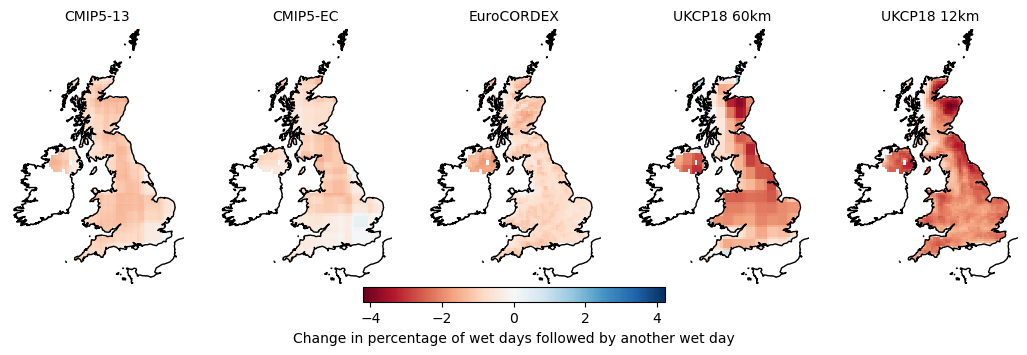 CMIP5-13 CMIP5-EC EuroCORDEX UKCP18 60km UKCP18 12km
−4 −2 0 2 4
Change in percentage of wet days followed by another wet day